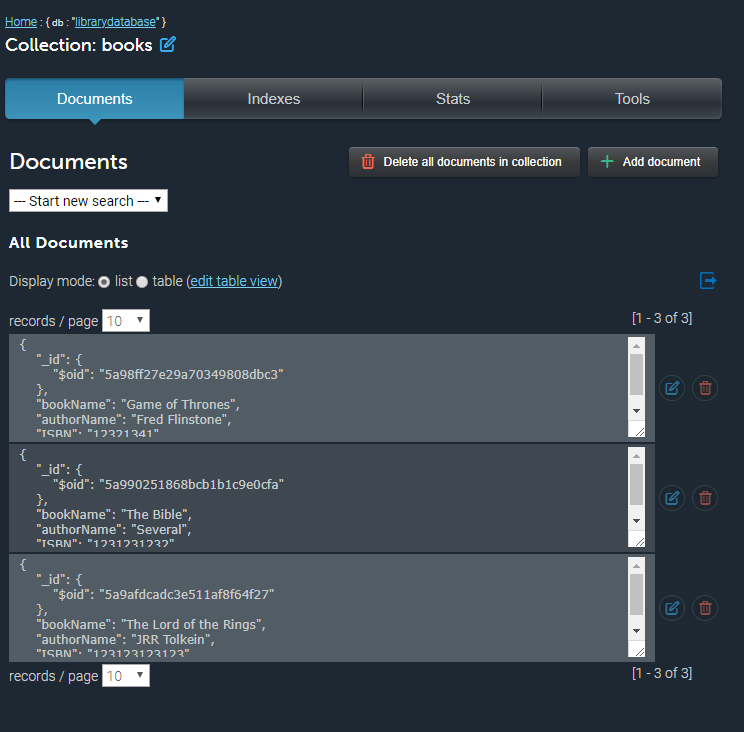 Home : { db : "librarydatabase" }
Collection: books
Documents Indexes Stats Tools
Documents
Delete all documents in collection
Add document
--- Start new search ---
All Documents
Display mode: list table (edit table view)
records / page 10
[1 - 3 of 3]
{
"_id": {
"$oid": "5a98ff27e29a70349808dbc3"
},
"bookName": "Game of Thrones",
"authorName": "Fred Flinstone",
"ISBN": "12321341"
{
"_id": {
"$oid": "5a990251868bcb1b1c9e0cfa"
},
"bookName": "The Bible",
"authorName": "Several",
"ISBN": "1231231232"
{
"_id": {
"$oid": "5a9afdcadc3e511af8f64f27"
},
"bookName": "The Lord of the Rings",
"authorName": "JRR Tolkein",
"ISBN": "123123123123"
records / page 10
[1 - 3 of 3]